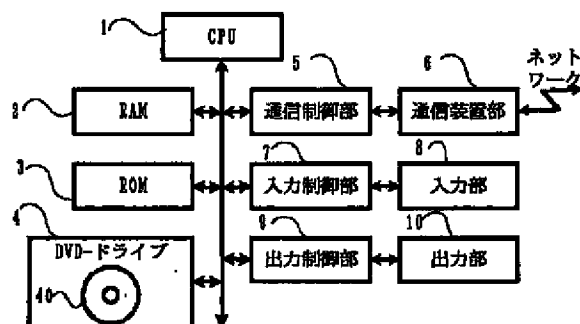 1
CPU
2
RAM
5
通信制御部
6
通信装置部
ネット
ワーク
3
ROM
7
入力制御部
8
入力部
4
DVD-ドライブ
40
9
出力制御部
10
出力部